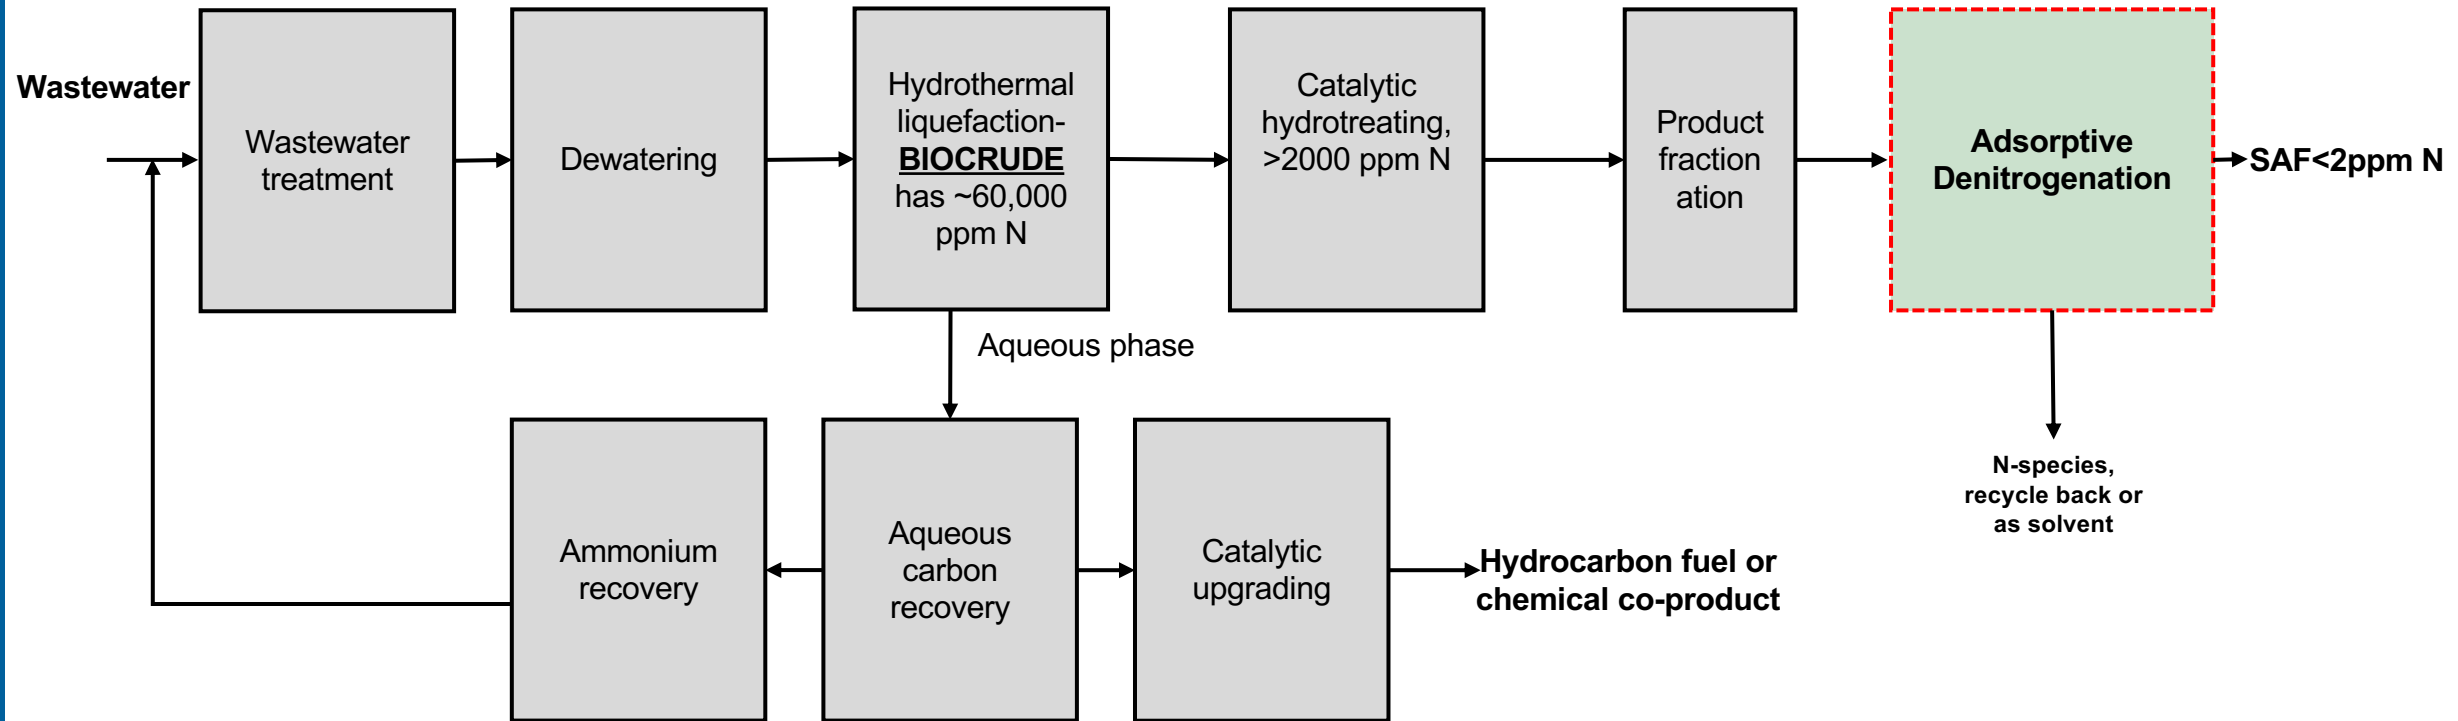 Wastewater
Wastewater
treatment
Dewatering
Hydrothermal
liquefaction-
BIOCRUDE
has ~60,000
ppm N
Catalytic
hydrotreating,
>2000 ppm N
Product
fraction
ation
Adsorptive
Denitrogenation
SAF<2ppm N
Aqueous phase
N-species,
recycle back or
as solvent
Ammonium
recovery
Aqueous
carbon
recovery
Catalytic
upgrading
Hydrocarbon fuel or
chemical co-product